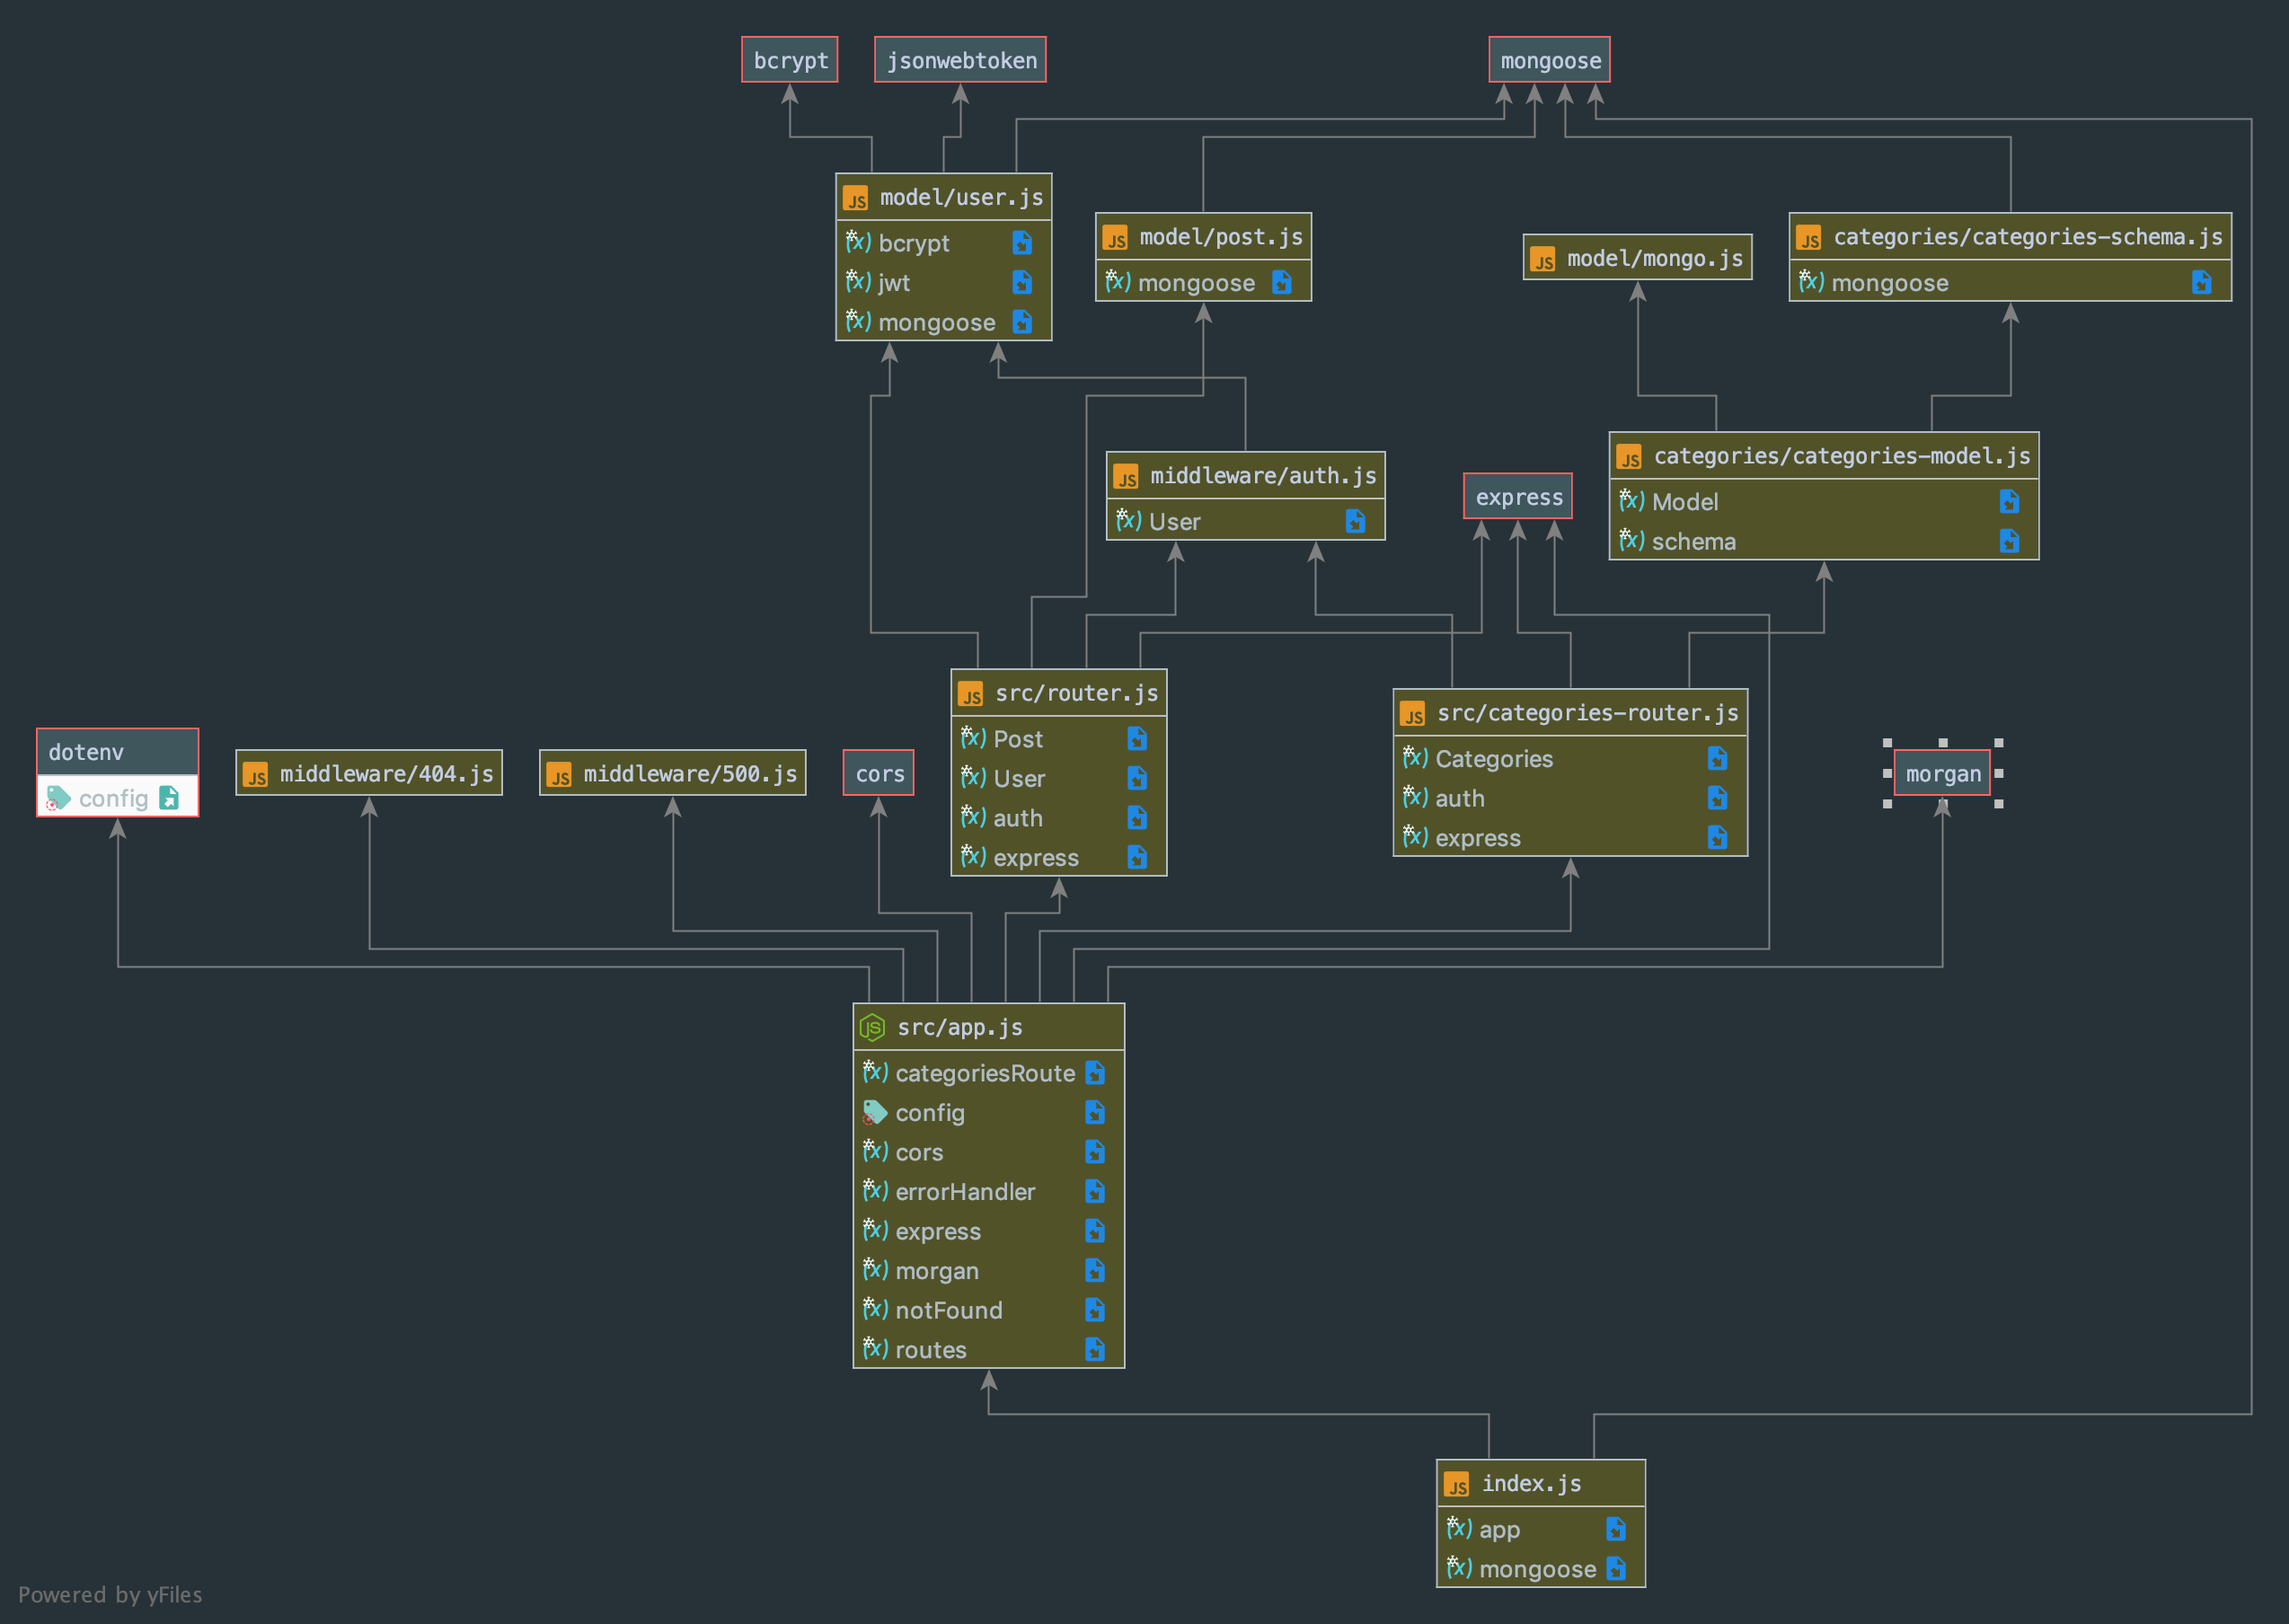 bcrypt
jsonwebtoken
mongoose
JS model/user.js
(x) bcrypt
(x) jwt
(x) mongoose
JS model/post.js
(x) mongoose
JS model/mongo.js
JS categories/categories-schema.js
(x) mongoose
JS middleware/auth.js
(x) User
express
JS categories/categories-model.js
(x) Model
(x) schema
JS src/router.js
(x) Post
(x) User
(x) auth
(x) express
JS src/categories-router.js
(x) Categories
(x) auth
(x) express
dotenv
config
JS middleware/404.js
JS middleware/500.js
cors
morgan
JS src/app.js
(x) categoriesRoute
config
(x) cors
(x) errorHandler
(x) express
(x) morgan
(x) notFound
(x) routes
JS index.js
(x) app
(x) mongoose
Powered by yFiles